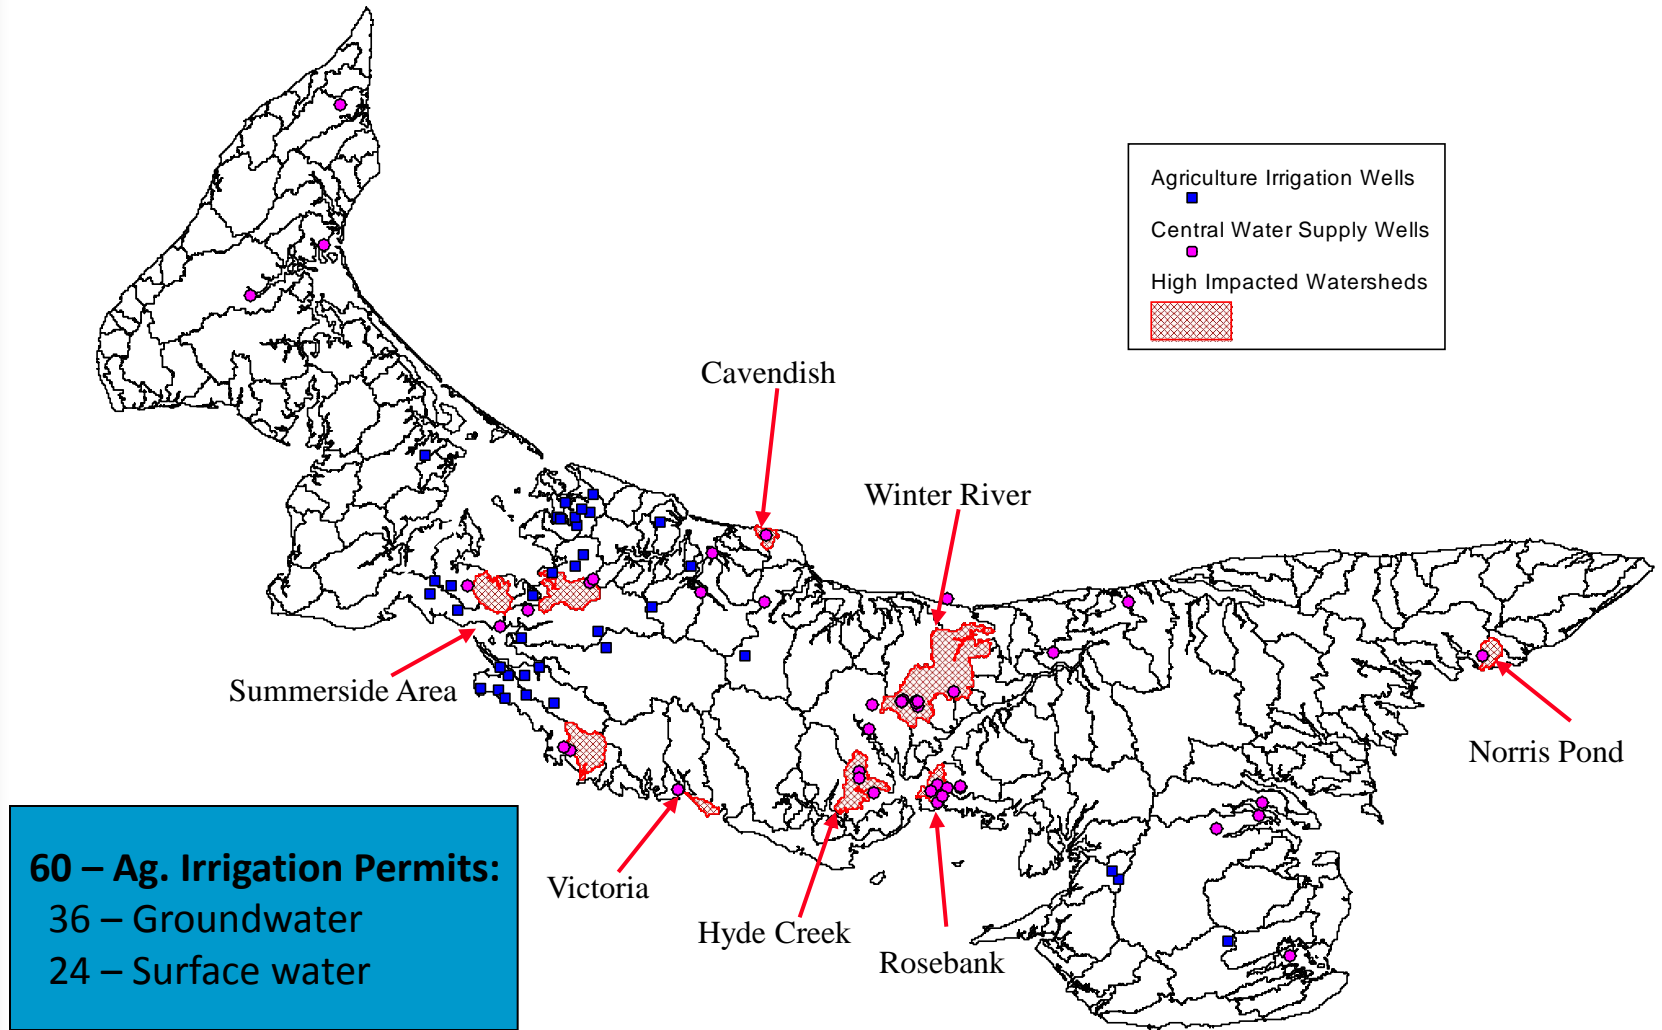 Agriculture Irrigation Wells
Central Water Supply Wells
High Impacted Watersheds
Cavendish
Winter River
Summerside Area
Norris Pond
Victoria
Hyde Creek
Rosebank
60 – Ag. Irrigation Permits:
36 – Groundwater
24 – Surface water